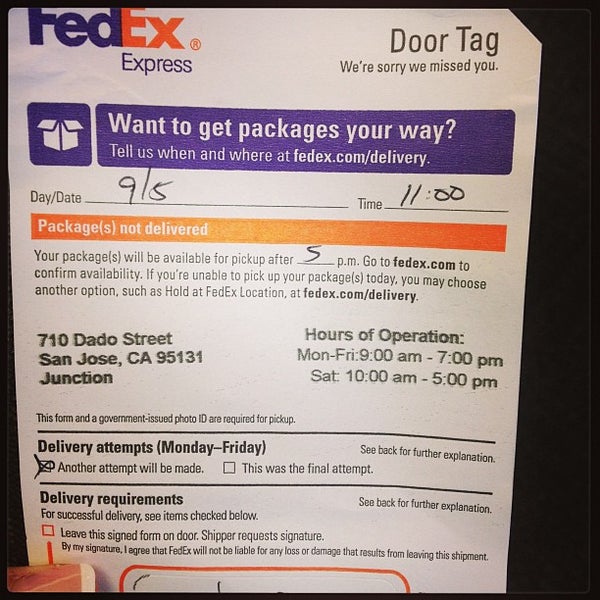 FedEx®
Express
Door Tag
We're sorry we missed you.
Want to get packages your way?
Tell us when and where at fedex.com/delivery.
Day/Date 9/5 Time 11:00
Package(s) not delivered
Your package(s) will be available for pickup after 5 p.m. Go to fedex.com to
confirm availability. If you're unable to pick up your package(s) today, you may choose
another option, such as Hold at FedEx Location, at fedex.com/delivery.
710 Dado Street
San Jose, CA 95131
Junction
Hours of Operation:
Mon-Fri:9:00 am - 7:00 pm
Sat: 10:00 am - 5:00 pm
This form and a government-issued photo ID are required for pickup.
Delivery attempts (Monday–Friday) See back for further explanation.
Another attempt will be made. This was the final attempt.
Delivery requirements See back for further explanation.
For successful delivery, see items checked below.
Leave this signed form on door. Shipper requests signature.
By my signature, I agree that FedEx will not be liable for any loss or damage that results from leaving this shipment.